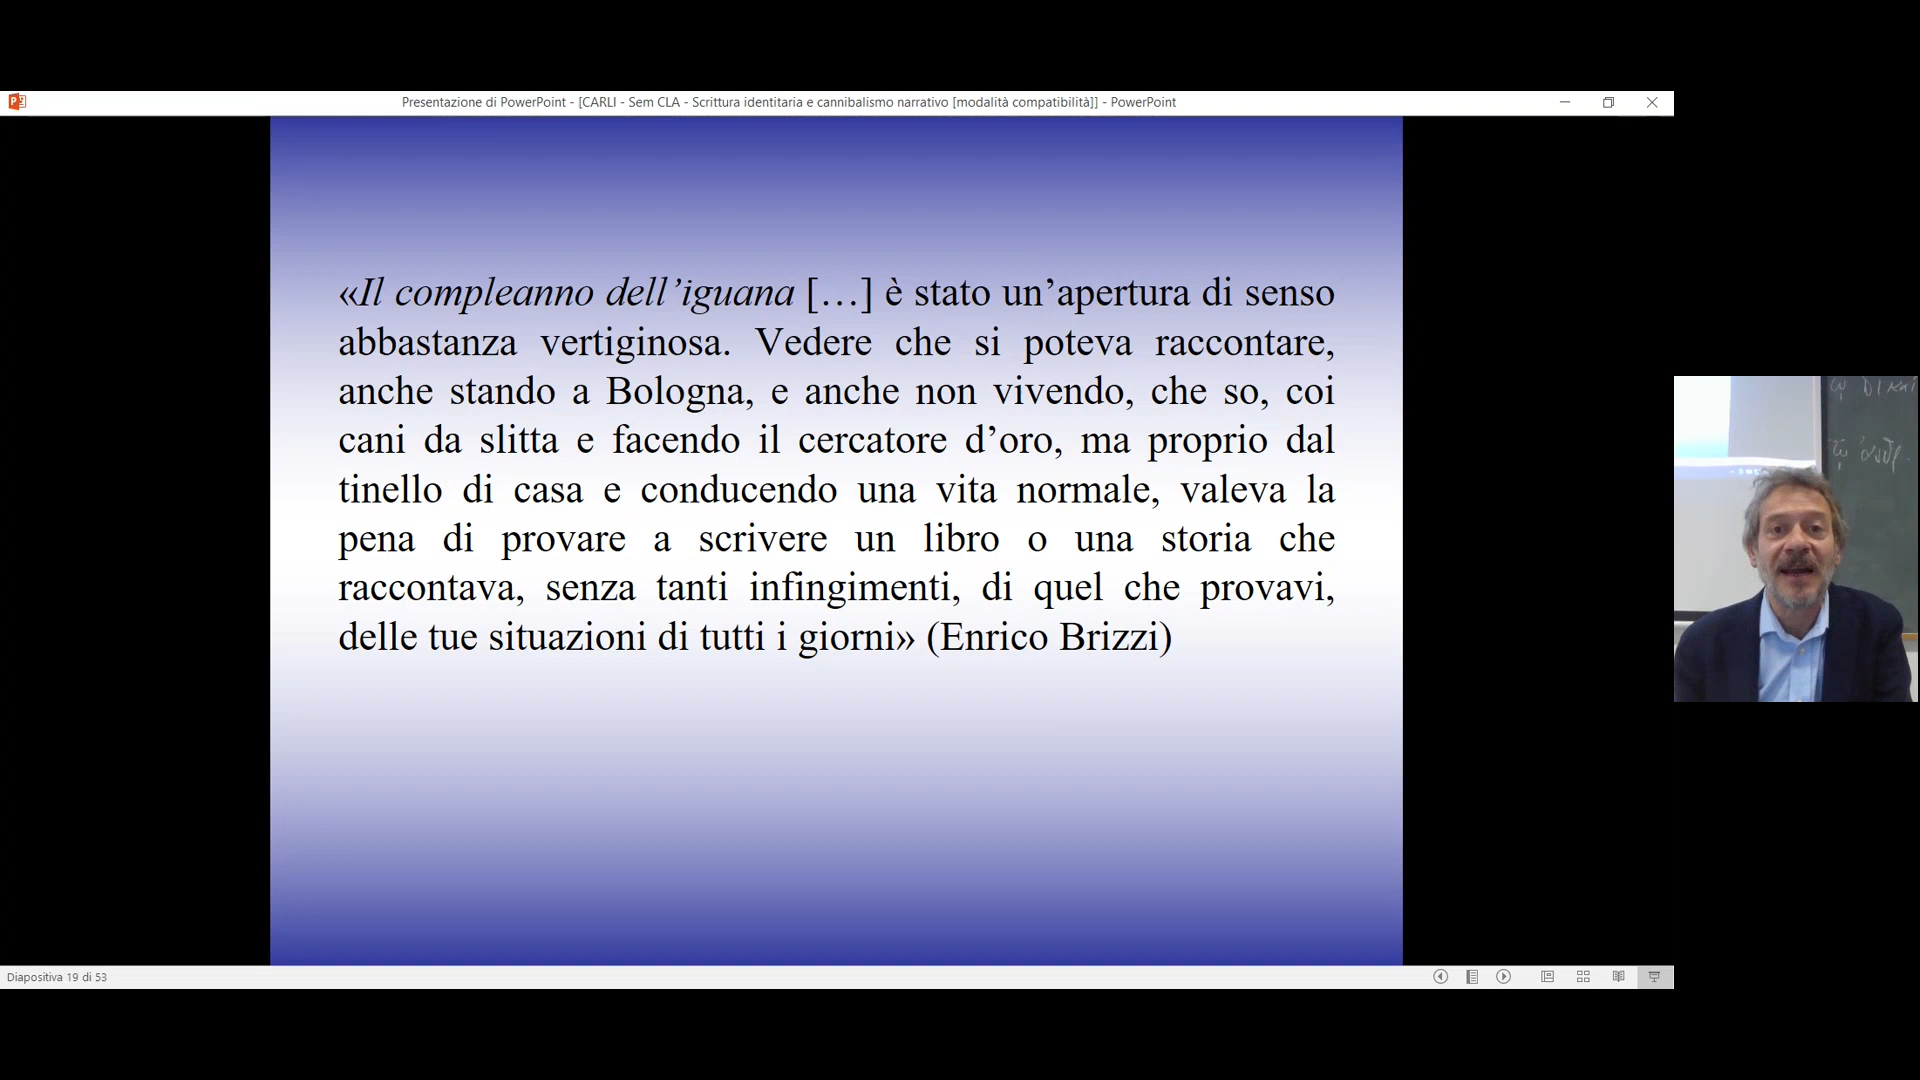 Presentazione di PowerPoint - [CARLI - Sem CLA - Scrittura identitaria e cannibalismo narrativo [modalità compatibilità]] - PowerPoint
«Il compleanno dell’iguana […] è stato un’apertura di senso
abbastanza vertiginosa. Vedere che si poteva raccontare,
anche stando a Bologna, e anche non vivendo, che so, coi
cani da slitta e facendo il cercatore d’oro, ma proprio dal
tinello di casa e conducendo una vita normale, valeva la
pena di provare a scrivere un libro o una storia che
raccontava, senza tanti infingimenti, di quel che provavi,
delle tue situazioni di tutti i giorni» (Enrico Brizzi)
Diapositiva 19 di 53